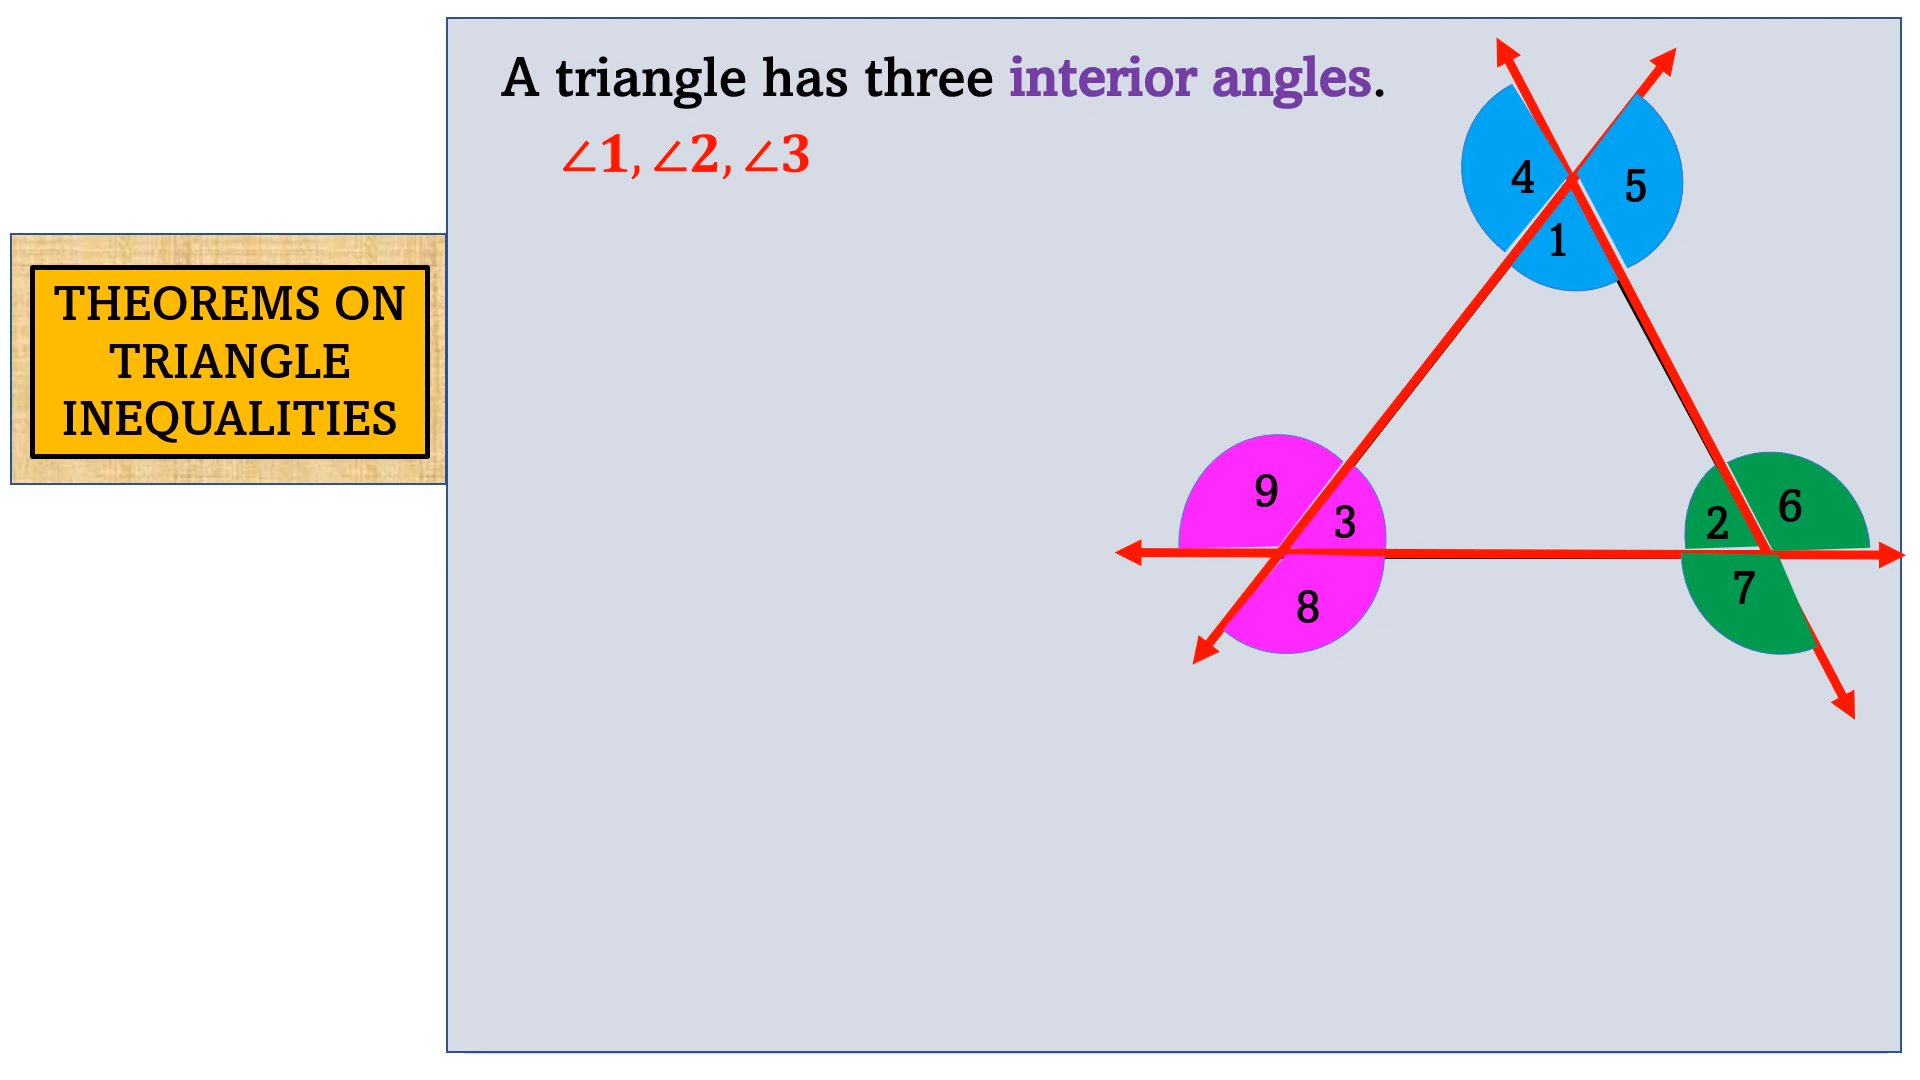 A triangle has three interior angles.
∠1, ∠2, ∠3
THEOREMS ON
TRIANGLE
INEQUALITIES
4
5
1
9
3
8
2
6
7